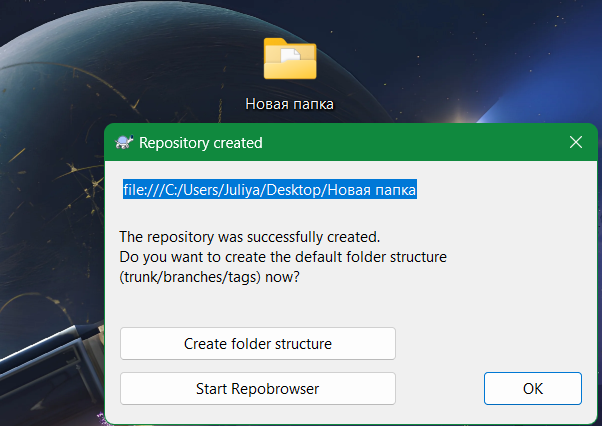 Новая папка
Repository created
file:///C:/Users/Juliya/Desktop/Новая папка
The repository was successfully created.
Do you want to create the default folder structure
(trunk/branches/tags) now?
Create folder structure
Start Repobrowser
OK